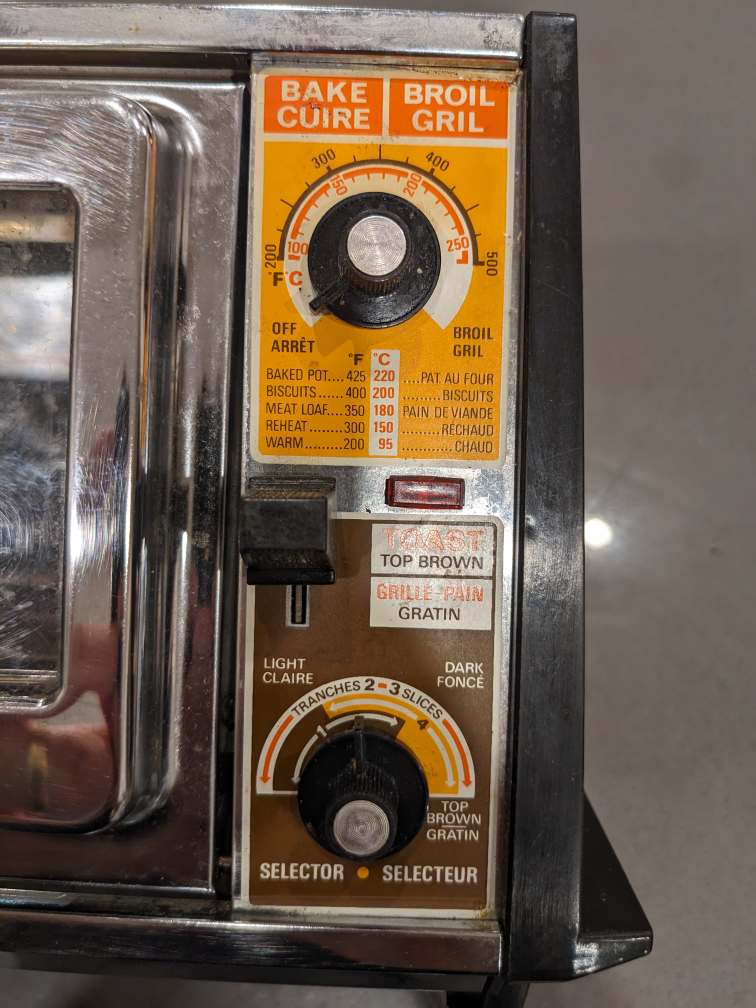 BAKE BROIL
CUIRE GRIL
300 400
150 200
200 100 250 500
°F °C
OFF BROIL
ARRÊT GRIL
°F °C
BAKED POT.... 425 220 ....PAT. AU FOUR
BISCUITS...... 400 200 .........BISCUITS
MEAT LOAF.... 350 180 PAIN DE VIANDE
REHEAT......... 300 150 .........RÉCHAUD
WARM......... 200 95 ............CHAUD
TOAST
TOP BROWN
GRILLE-PAIN
GRATIN
LIGHT DARK
CLAIRE FONCÉ
TRANCHES 2-3 SLICES
1 4
TOP
BROWN
GRATIN
SELECTOR • SELECTEUR